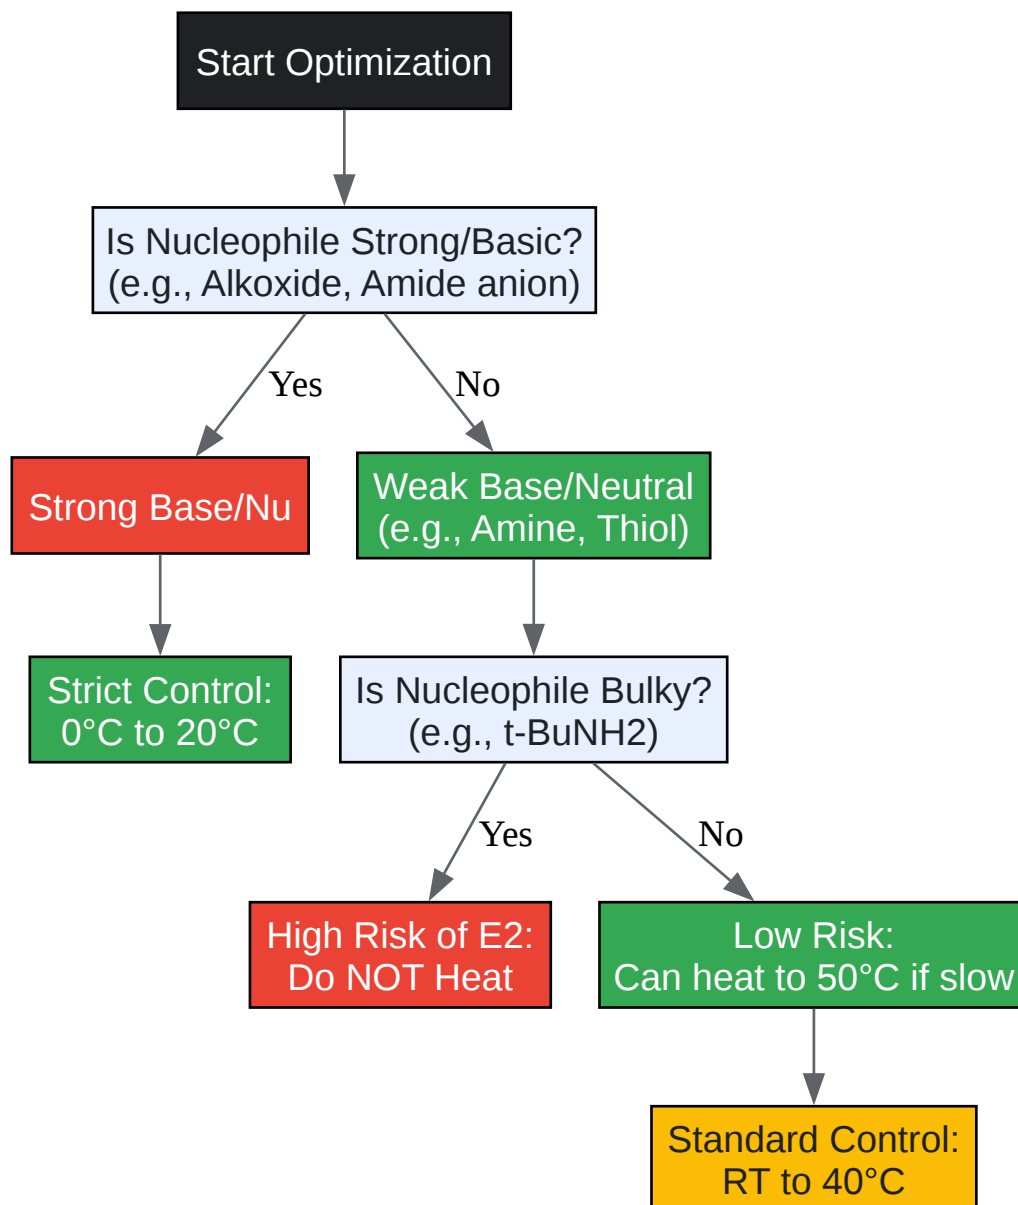 Start Optimization
Is Nucleophile Strong/Basic?
(e.g., Alkoxide, Amide anion)
Yes
No
Strong Base/Nu
Weak Base/Neutral
(e.g., Amine, Thiol)
Strict Control:
0°C to 20°C
Is Nucleophile Bulky?
(e.g., t-BuNH2)
Yes
No
High Risk of E2:
Do NOT Heat
Low Risk:
Can heat to 50°C if slow
Standard Control:
RT to 40°C